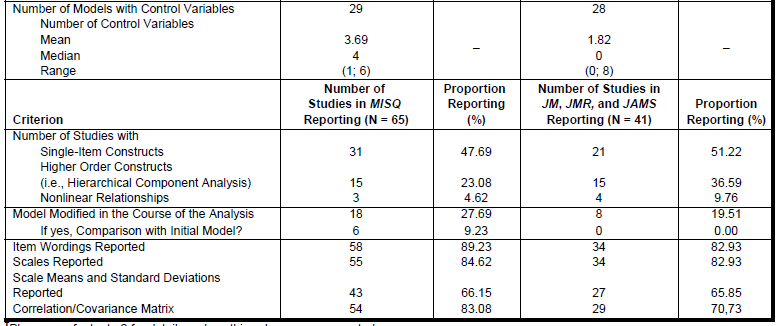 Number of Models with Control Variables 29 28
Number of Control Variables
Mean 3.69 – 1.82 –
Median 4 0
Range (1; 6) (0; 8)
Number of Proportion Number of Studies in
Studies in MISQ Reporting JM, JMR, and JAMS Proportion
Criterion Reporting (N = 65) (%) Reporting (N = 41) Reporting (%)
Number of Studies with
Single-Item Constructs 31 47.69 21 51.22
Higher Order Constructs
(i.e., Hierarchical Component Analysis) 15 23.08 15 36.59
Nonlinear Relationships 3 4.62 4 9.76
Model Modified in the Course of the Analysis 18 27.69 8 19.51
If yes, Comparison with Initial Model? 6 9.23 0 0.00
Item Wordings Reported 58 89.23 34 82.93
Scales Reported 55 84.62 34 82.93
Scale Means and Standard Deviations
Reported 43 66.15 27 65.85
Correlation/Covariance Matrix 54 83.08 29 70,73